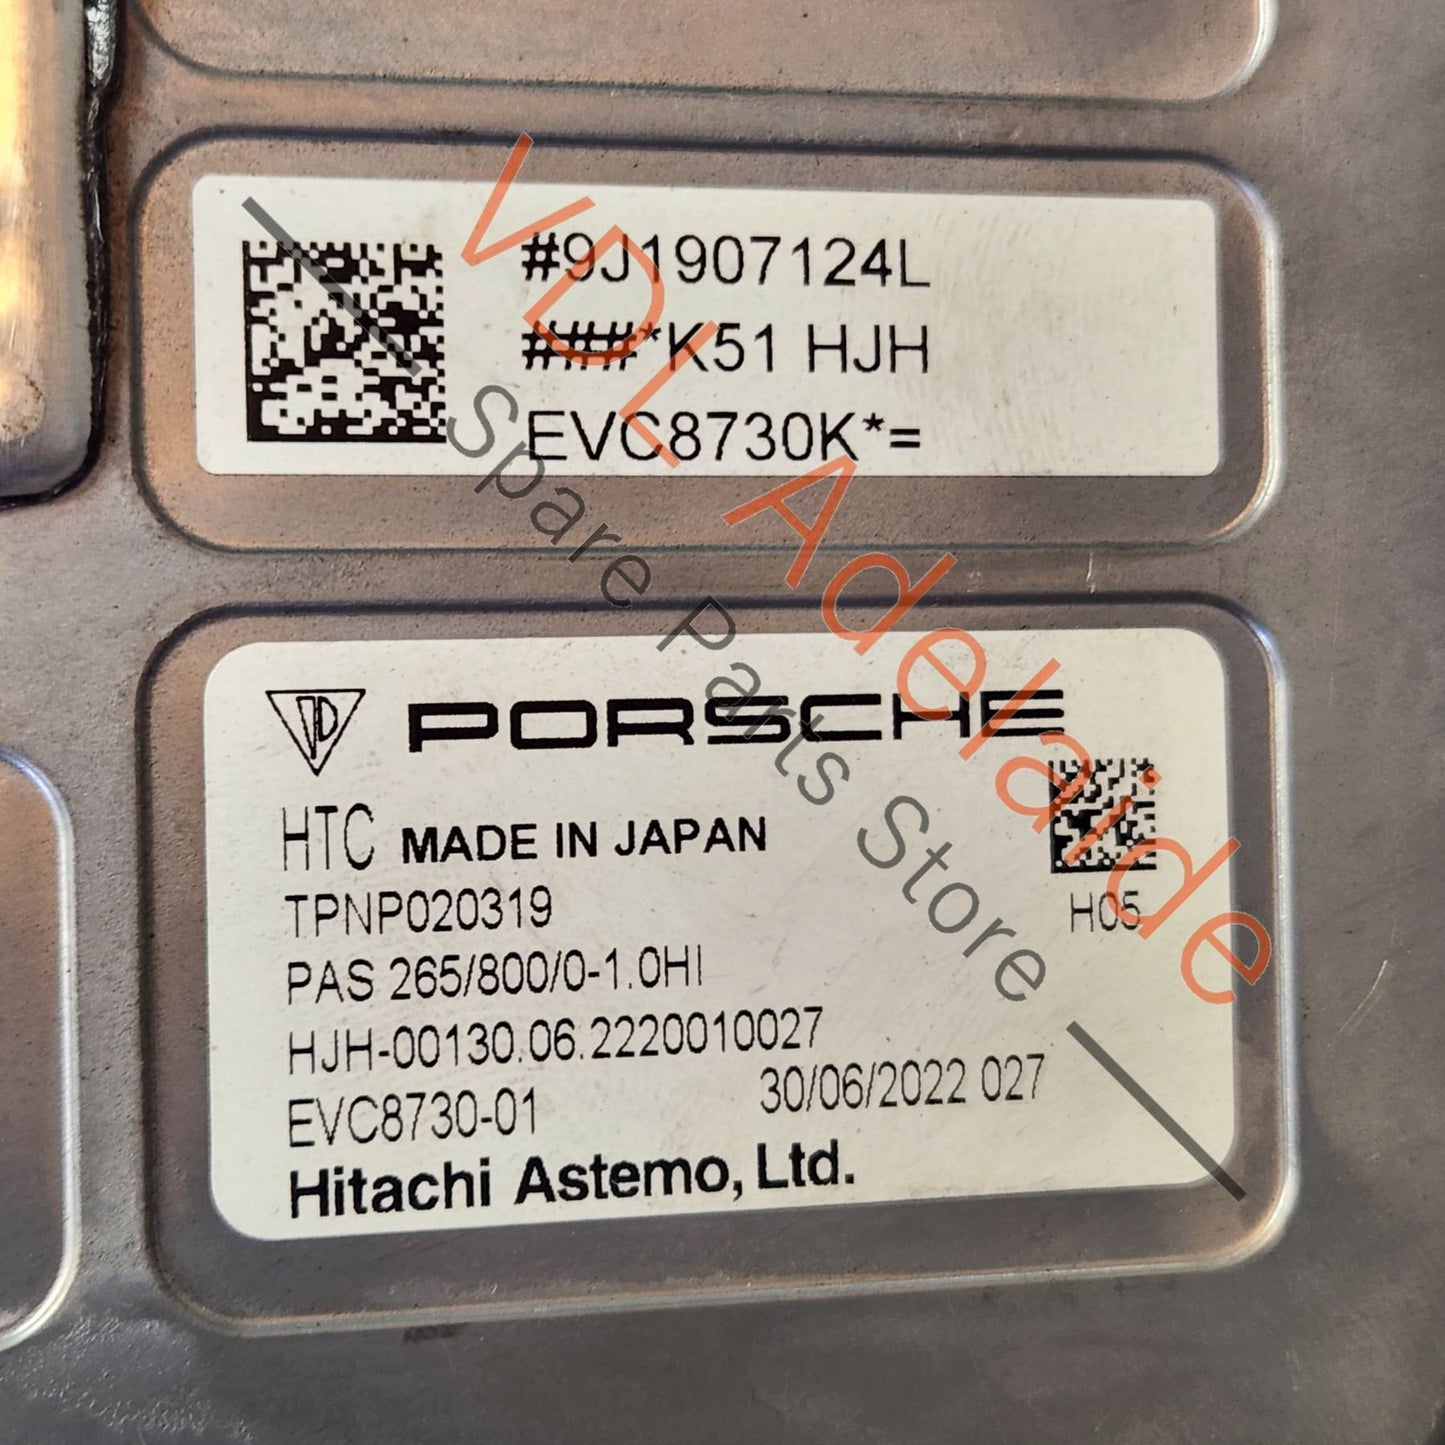 #9J1907124L
###*K51 HJH
EVC8730K*=
PORSCHE
HTC MADE IN JAPAN
TPNP020319
H05
PAS 265/800/0-1.0HI
HJH-00130.06.2220010027
EVC8730-01 30/06/2022 027
Hitachi Astemo, Ltd.
VDL Adelaide
Spare Parts Store